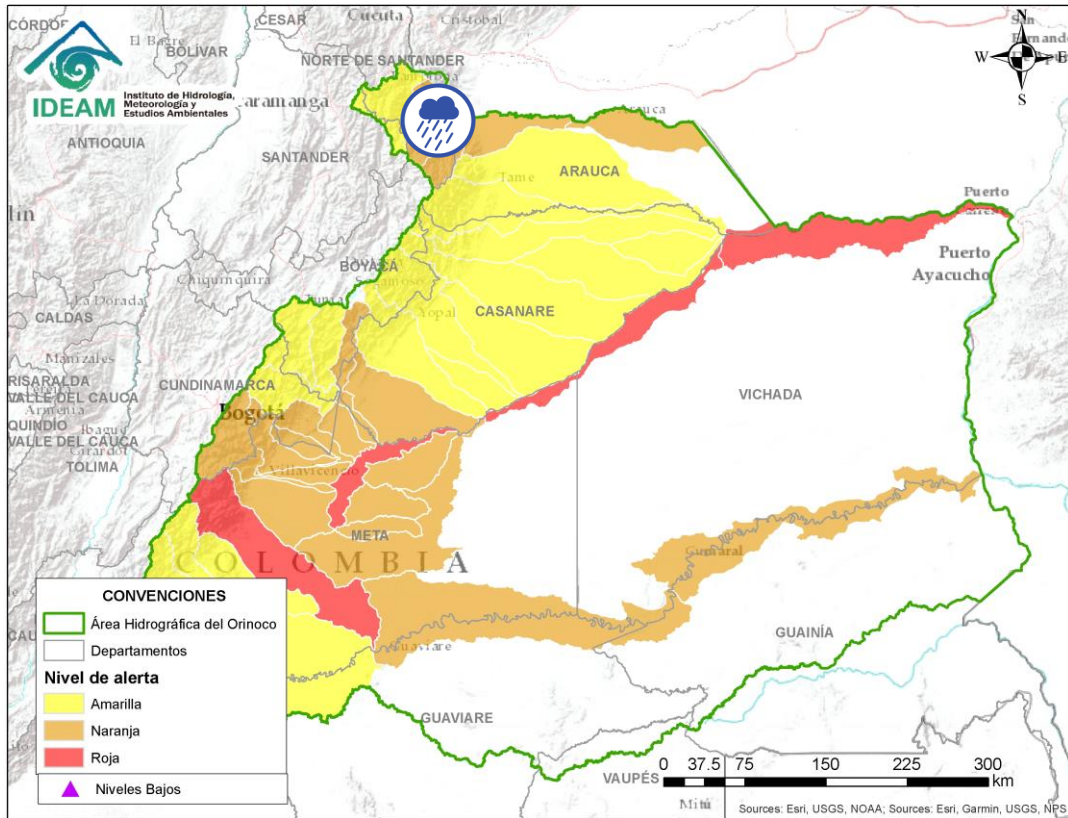 CESAR
Cucuta
Cristobal
El Bagre
BOLÍVAR
NORTE DE SANTANDER
IDEAM
Instituto de Hidrología,
Meteorología y
Estudios Ambientales
N
W
E
S
San
Fernando
ANTIOQUIA
SANTANDER
Arauca
Tame
ARAUCA
Puerto
Puerto
Ayacucho
BOYACÁ
Chiquinquira
Tunja
La Dorada
CALDAS
Yopal
CASANARE
Manizales
RISARALDA
CUNDINAMARCA
VICHADA
VALLE DEL CAUCA
Armenia
Bogotá
QUINDÍO
Ibague
VALLE DEL CAUCA
Girardot
TOLIMA
Villavicencio
META
COLOMBIA
Guaviare
GUAINÍA
GUAVIARE
VAUPÉS
Mitú
CONVENCIONES
Área Hidrográfica del Orinoco
Departamentos
Nivel de alerta
Amarilla
Naranja
Roja
Niveles Bajos
0 37.5 75 150 225 300
km
Sources: Esri, USGS, NOAA; Sources: Esri, Garmin, USGS, NPS